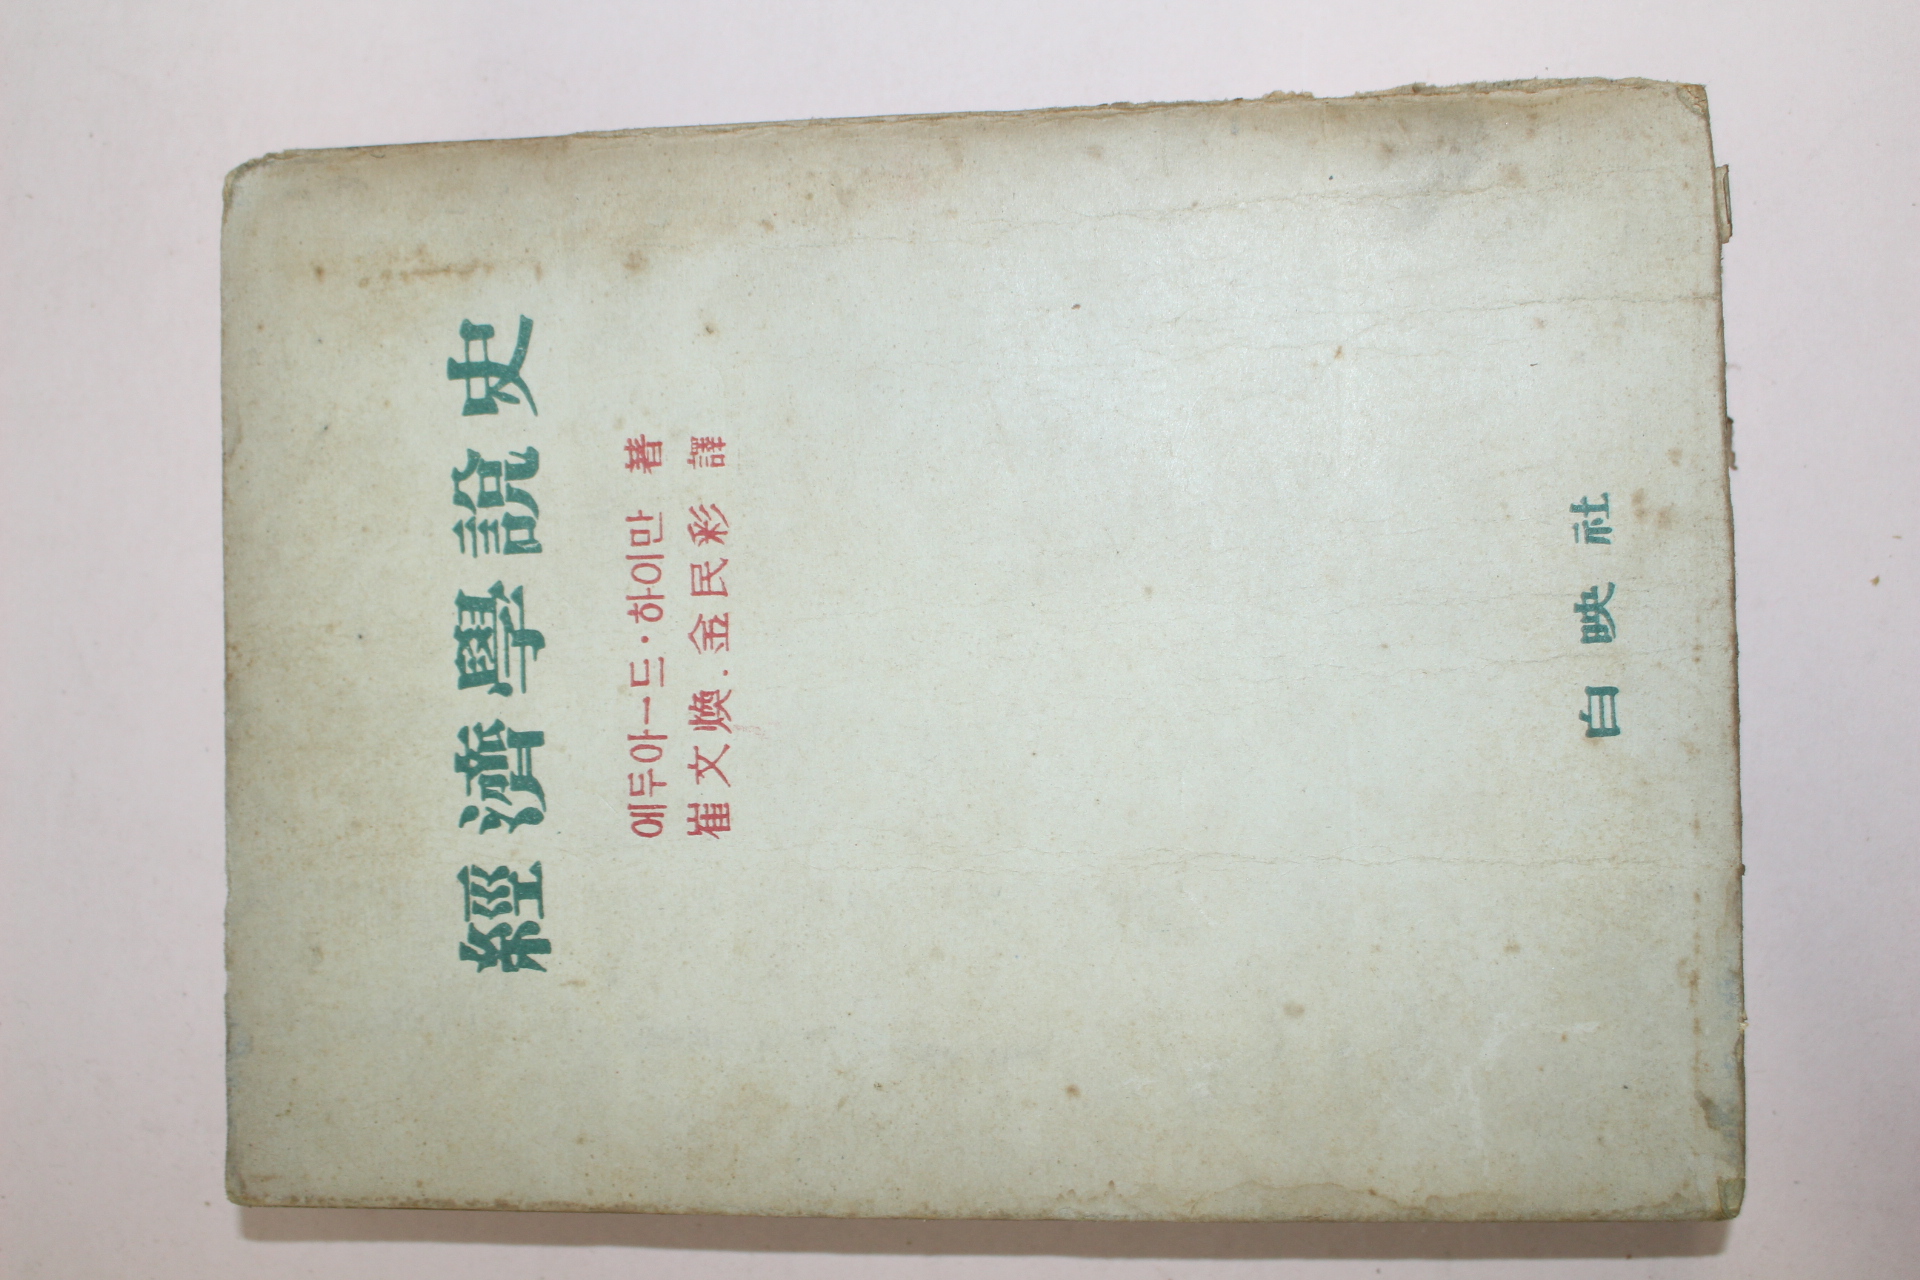 經濟學說史
에두아ー드·하이만 著
崔文煥·金民彩 譯
白映社